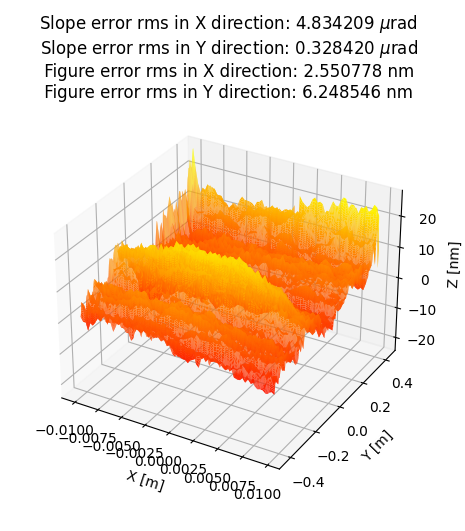 Slope error rms in X direction: 4.834209 μrad
Slope error rms in Y direction: 0.328420 μrad
Figure error rms in X direction: 2.550778 nm
Figure error rms in Y direction: 6.248546 nm
20
10
0
−10
−20
Z [nm]
0.4
0.2
0.0
−0.2
−0.4
Y [m]
−0.0100
−0.0075
−0.0050
−0.0025
0.0000
0.0025
0.0050
0.0075
0.0100
X [m]